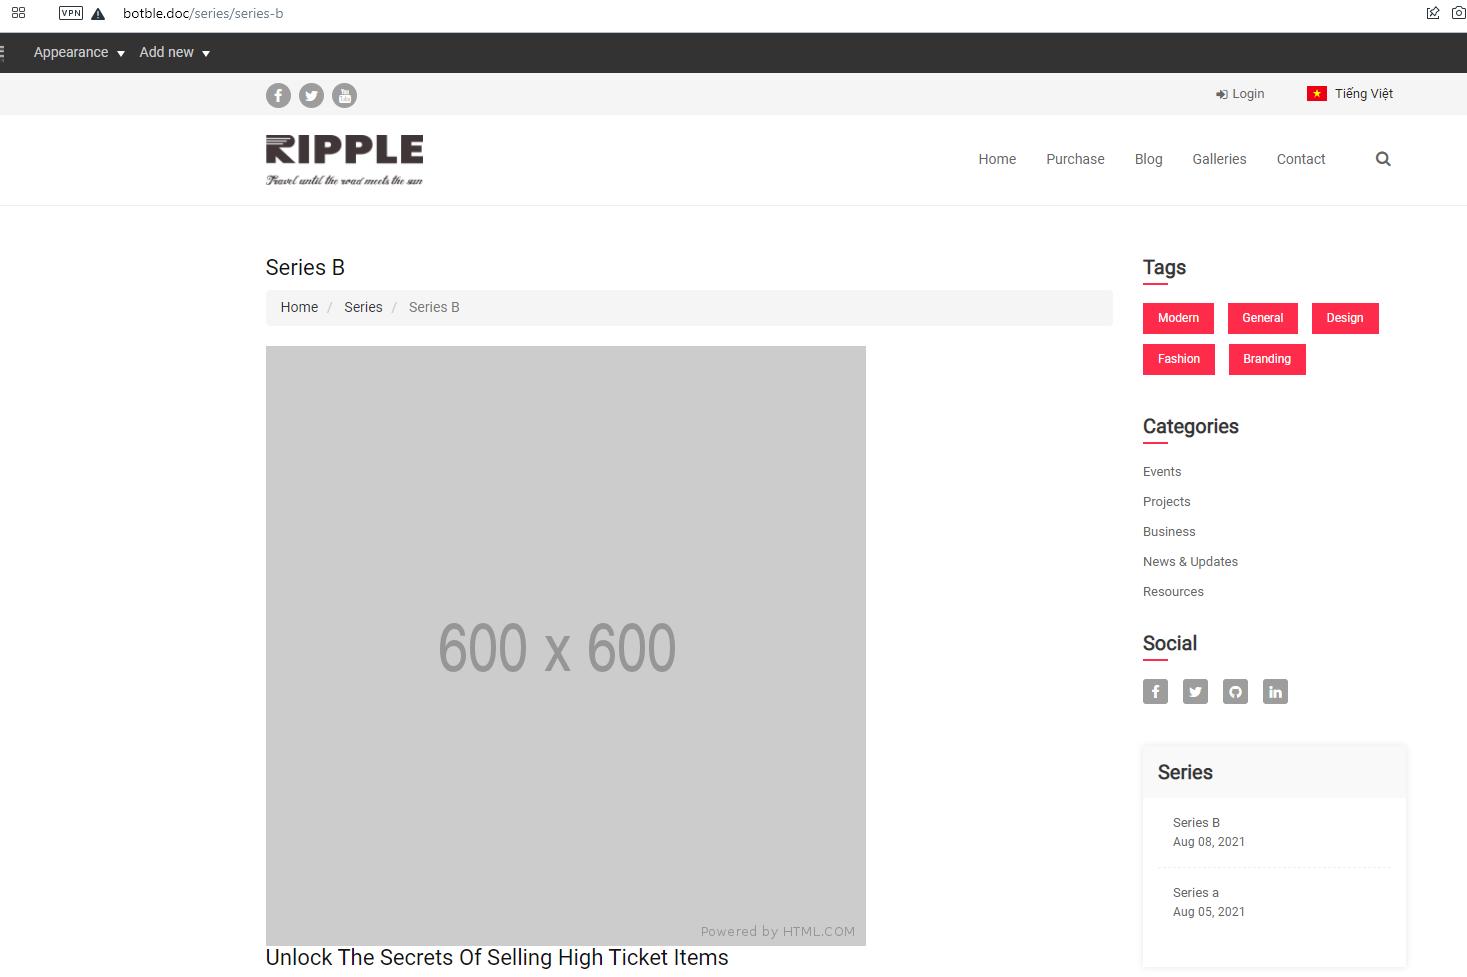 VPN botble.doc/series/series-b
Appearance Add new
Login Tiếng Việt
RIPPLE
Travel until the road meets the sun
Home Purchase Blog Galleries Contact
Series B
Home / Series / Series B
600 x 600
Powered by HTML.COM
Unlock The Secrets Of Selling High Ticket Items
Tags
Modern General Design
Fashion Branding
Categories
Events
Projects
Business
News & Updates
Resources
Social
Series
Series B
Aug 08, 2021
Series a
Aug 05, 2021